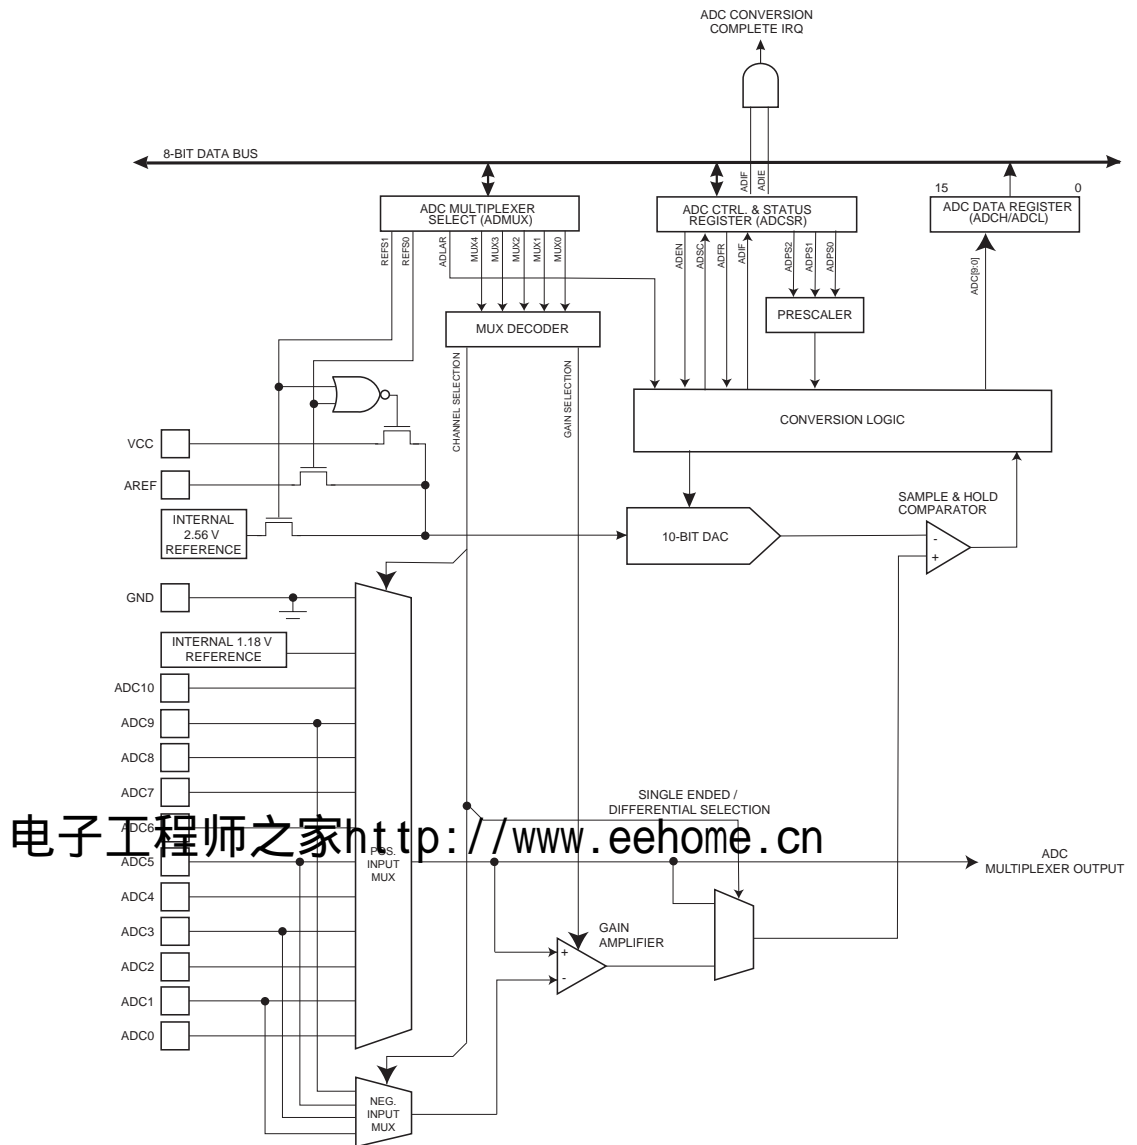 ADC CONVERSION
COMPLETE IRQ
8-BIT DATA BUS
ADIF
ADIE
15
0
ADC MULTIPLEXER
SELECT (ADMUX)
ADC CTRL. & STATUS
REGISTER (ADCSR)
ADC DATA REGISTER
(ADCH/ADCL)
REFS1
REFS0
ADLAR
MUX4
MUX3
MUX2
MUX1
MUX0
ADEN
ADSC
ADFR
ADIF
ADPS2
ADPS1
ADPS0
ADC[9:0]
PRESCALER
MUX DECODER
CHANNEL SELECTION
GAIN SELECTION
CONVERSION LOGIC
VCC
AREF
INTERNAL
2.56 V
REFERENCE
SAMPLE & HOLD
COMPARATOR
10-BIT DAC
-
+
GND
INTERNAL 1.18 V
REFERENCE
ADC10
ADC9
ADC8
ADC7
SINGLE ENDED /
DIFFERENTIAL SELECTION
ADC6
电子工程师之家http://www.eehome.cn
POS.
INPUT
MUX
ADC5
ADC
MULTIPLEXER OUTPUT
ADC4
ADC3
GAIN
AMPLIFIER
+
-
ADC2
ADC1
ADC0
NEG.
INPUT
MUX